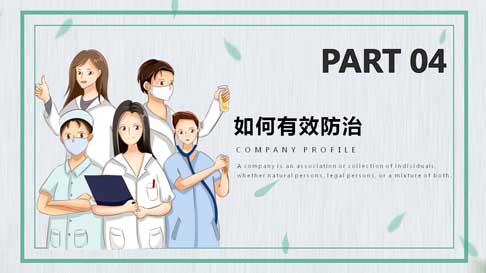 PART 04
如何有效防治
COMPANY PROFILE
A company is an association or collection of individuals,
whether natural persons, legal persons, or a mixture of both.